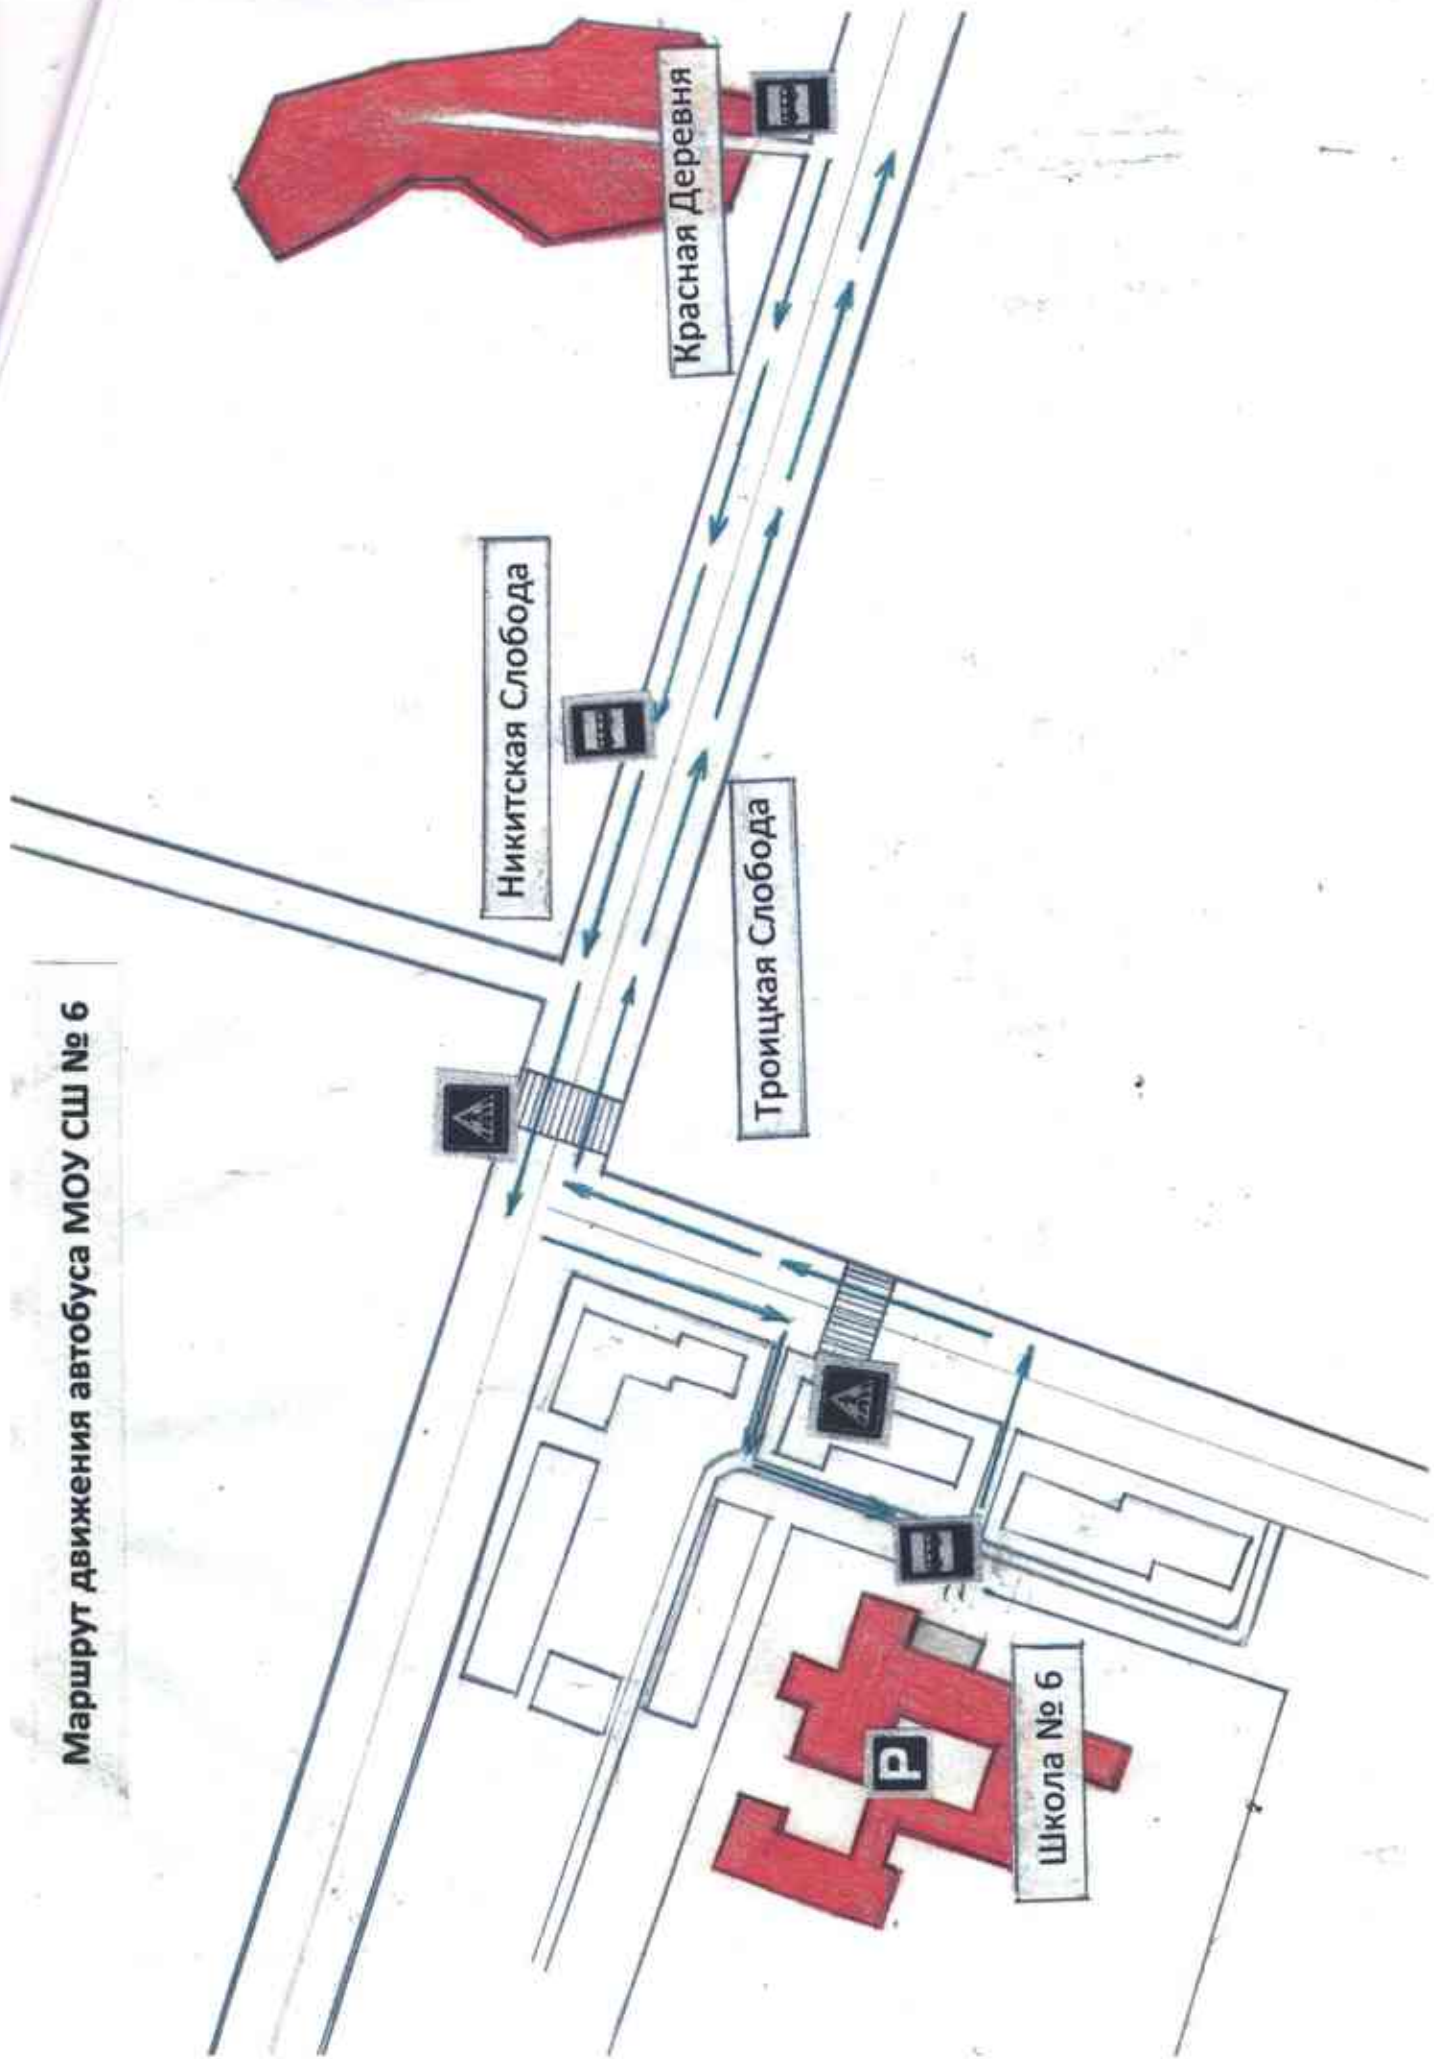 Маршрут движения автобуса МОУ СШ № 6
Красная Деревня
Никитская Слобода
Троицкая Слобода
P
Школа № 6